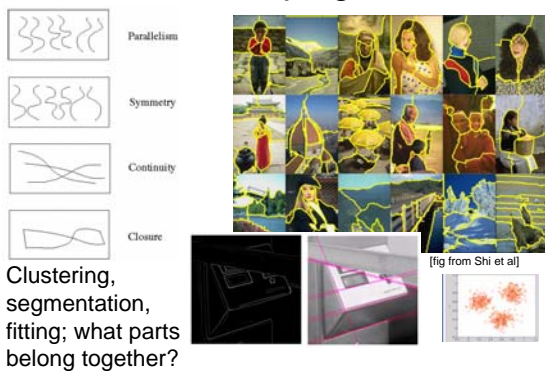 Parallelism
Symmetry
Continuity
Closure
[fig from Shi et al]
Clustering,
segmentation,
fitting; what parts
belong together?